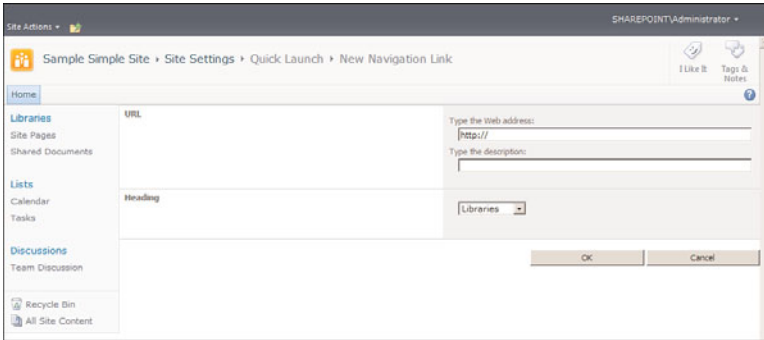 Site Actions
SHAREPOINT\Administrator
Sample Simple Site › Site Settings › Quick Launch › New Navigation Link
I Like It
Tags & Notes
Home
Libraries
Site Pages
Shared Documents
Lists
Calendar
Tasks
Discussions
Team Discussion
Recycle Bin
All Site Content
URL
Type the Web address:
http://
Type the description:
Heading
Libraries
OK
Cancel